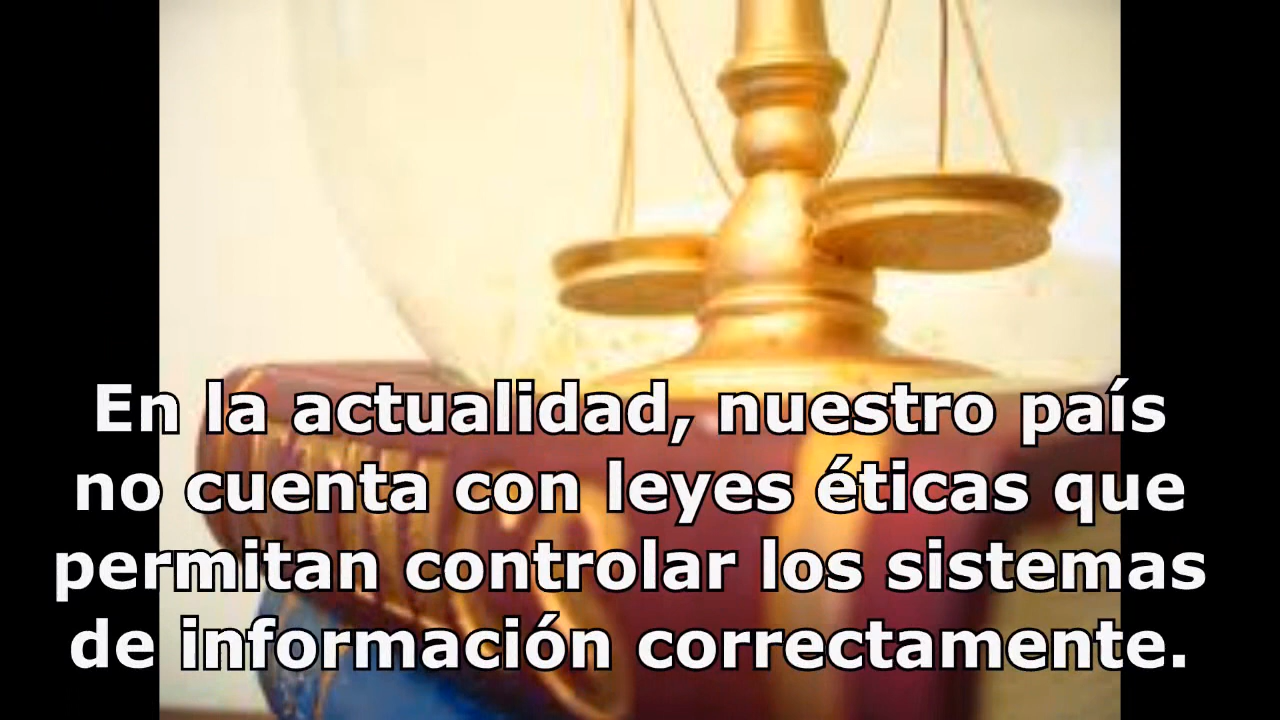 En la actualidad, nuestro país
no cuenta con leyes éticas que
permitan controlar los sistemas
de información correctamente.